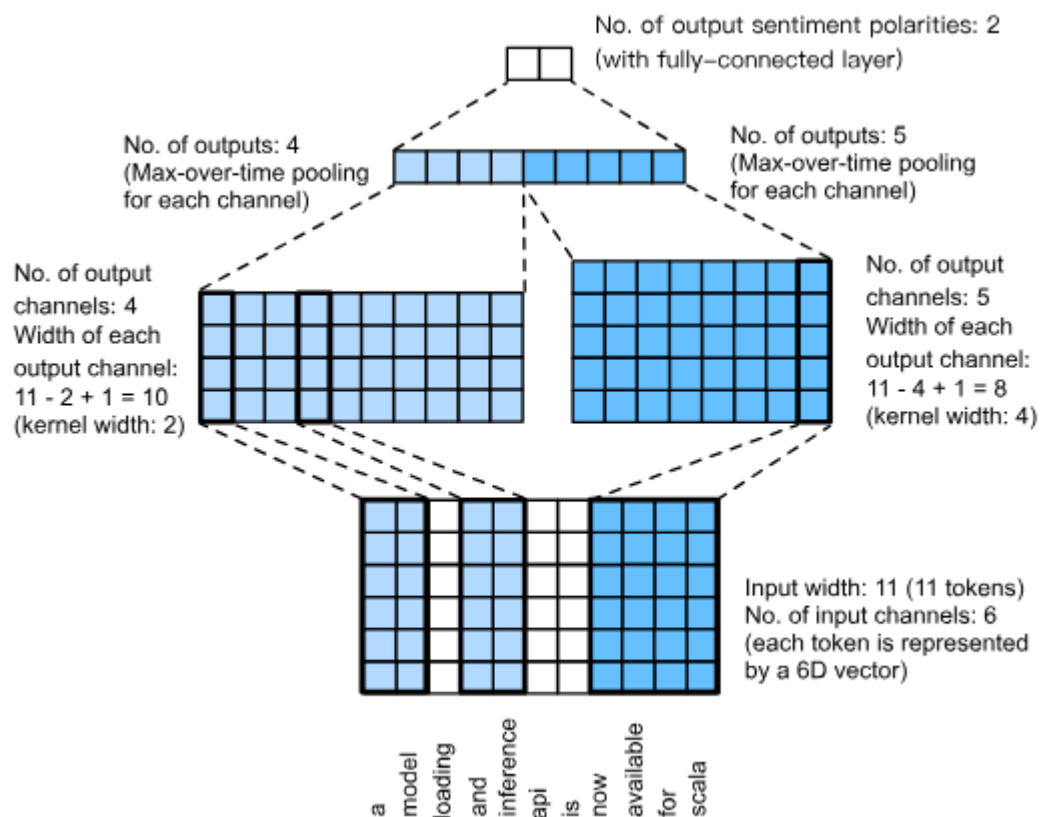 No. of output sentiment polarities: 2
(with fully-connected layer)
No. of outputs: 4
(Max-over-time pooling
for each channel)
No. of outputs: 5
(Max-over-time pooling
for each channel)
No. of output
channels: 4
Width of each
output channel:
11 - 2 + 1 = 10
(kernel width: 2)
No. of output
channels: 5
Width of each
output channel:
11 - 4 + 1 = 8
(kernel width: 4)
Input width: 11 (11 tokens)
No. of input channels: 6
(each token is represented
by a 6D vector)
a
model
loading
and
inference
api
is
now
available
for
scala